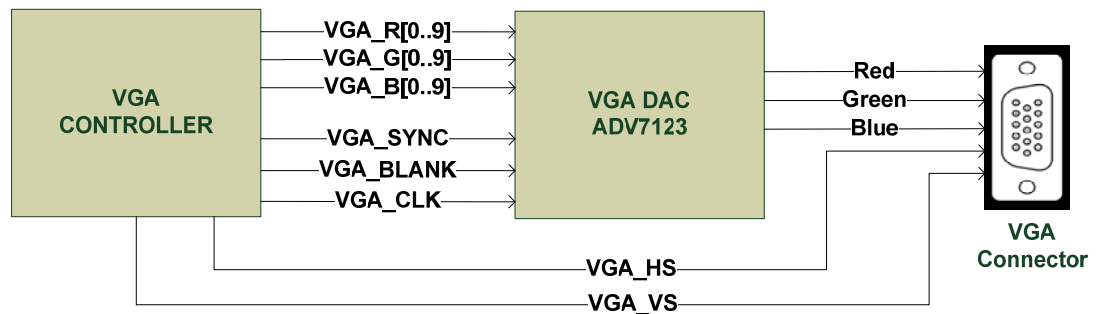 VGA
CONTROLLER
VGA_R[0..9]
VGA_G[0..9]
VGA_B[0..9]
VGA_SYNC
VGA_BLANK
VGA_CLK
VGA DAC
ADV7123
Red
Green
Blue
VGA
Connector
VGA_HS
VGA_VS